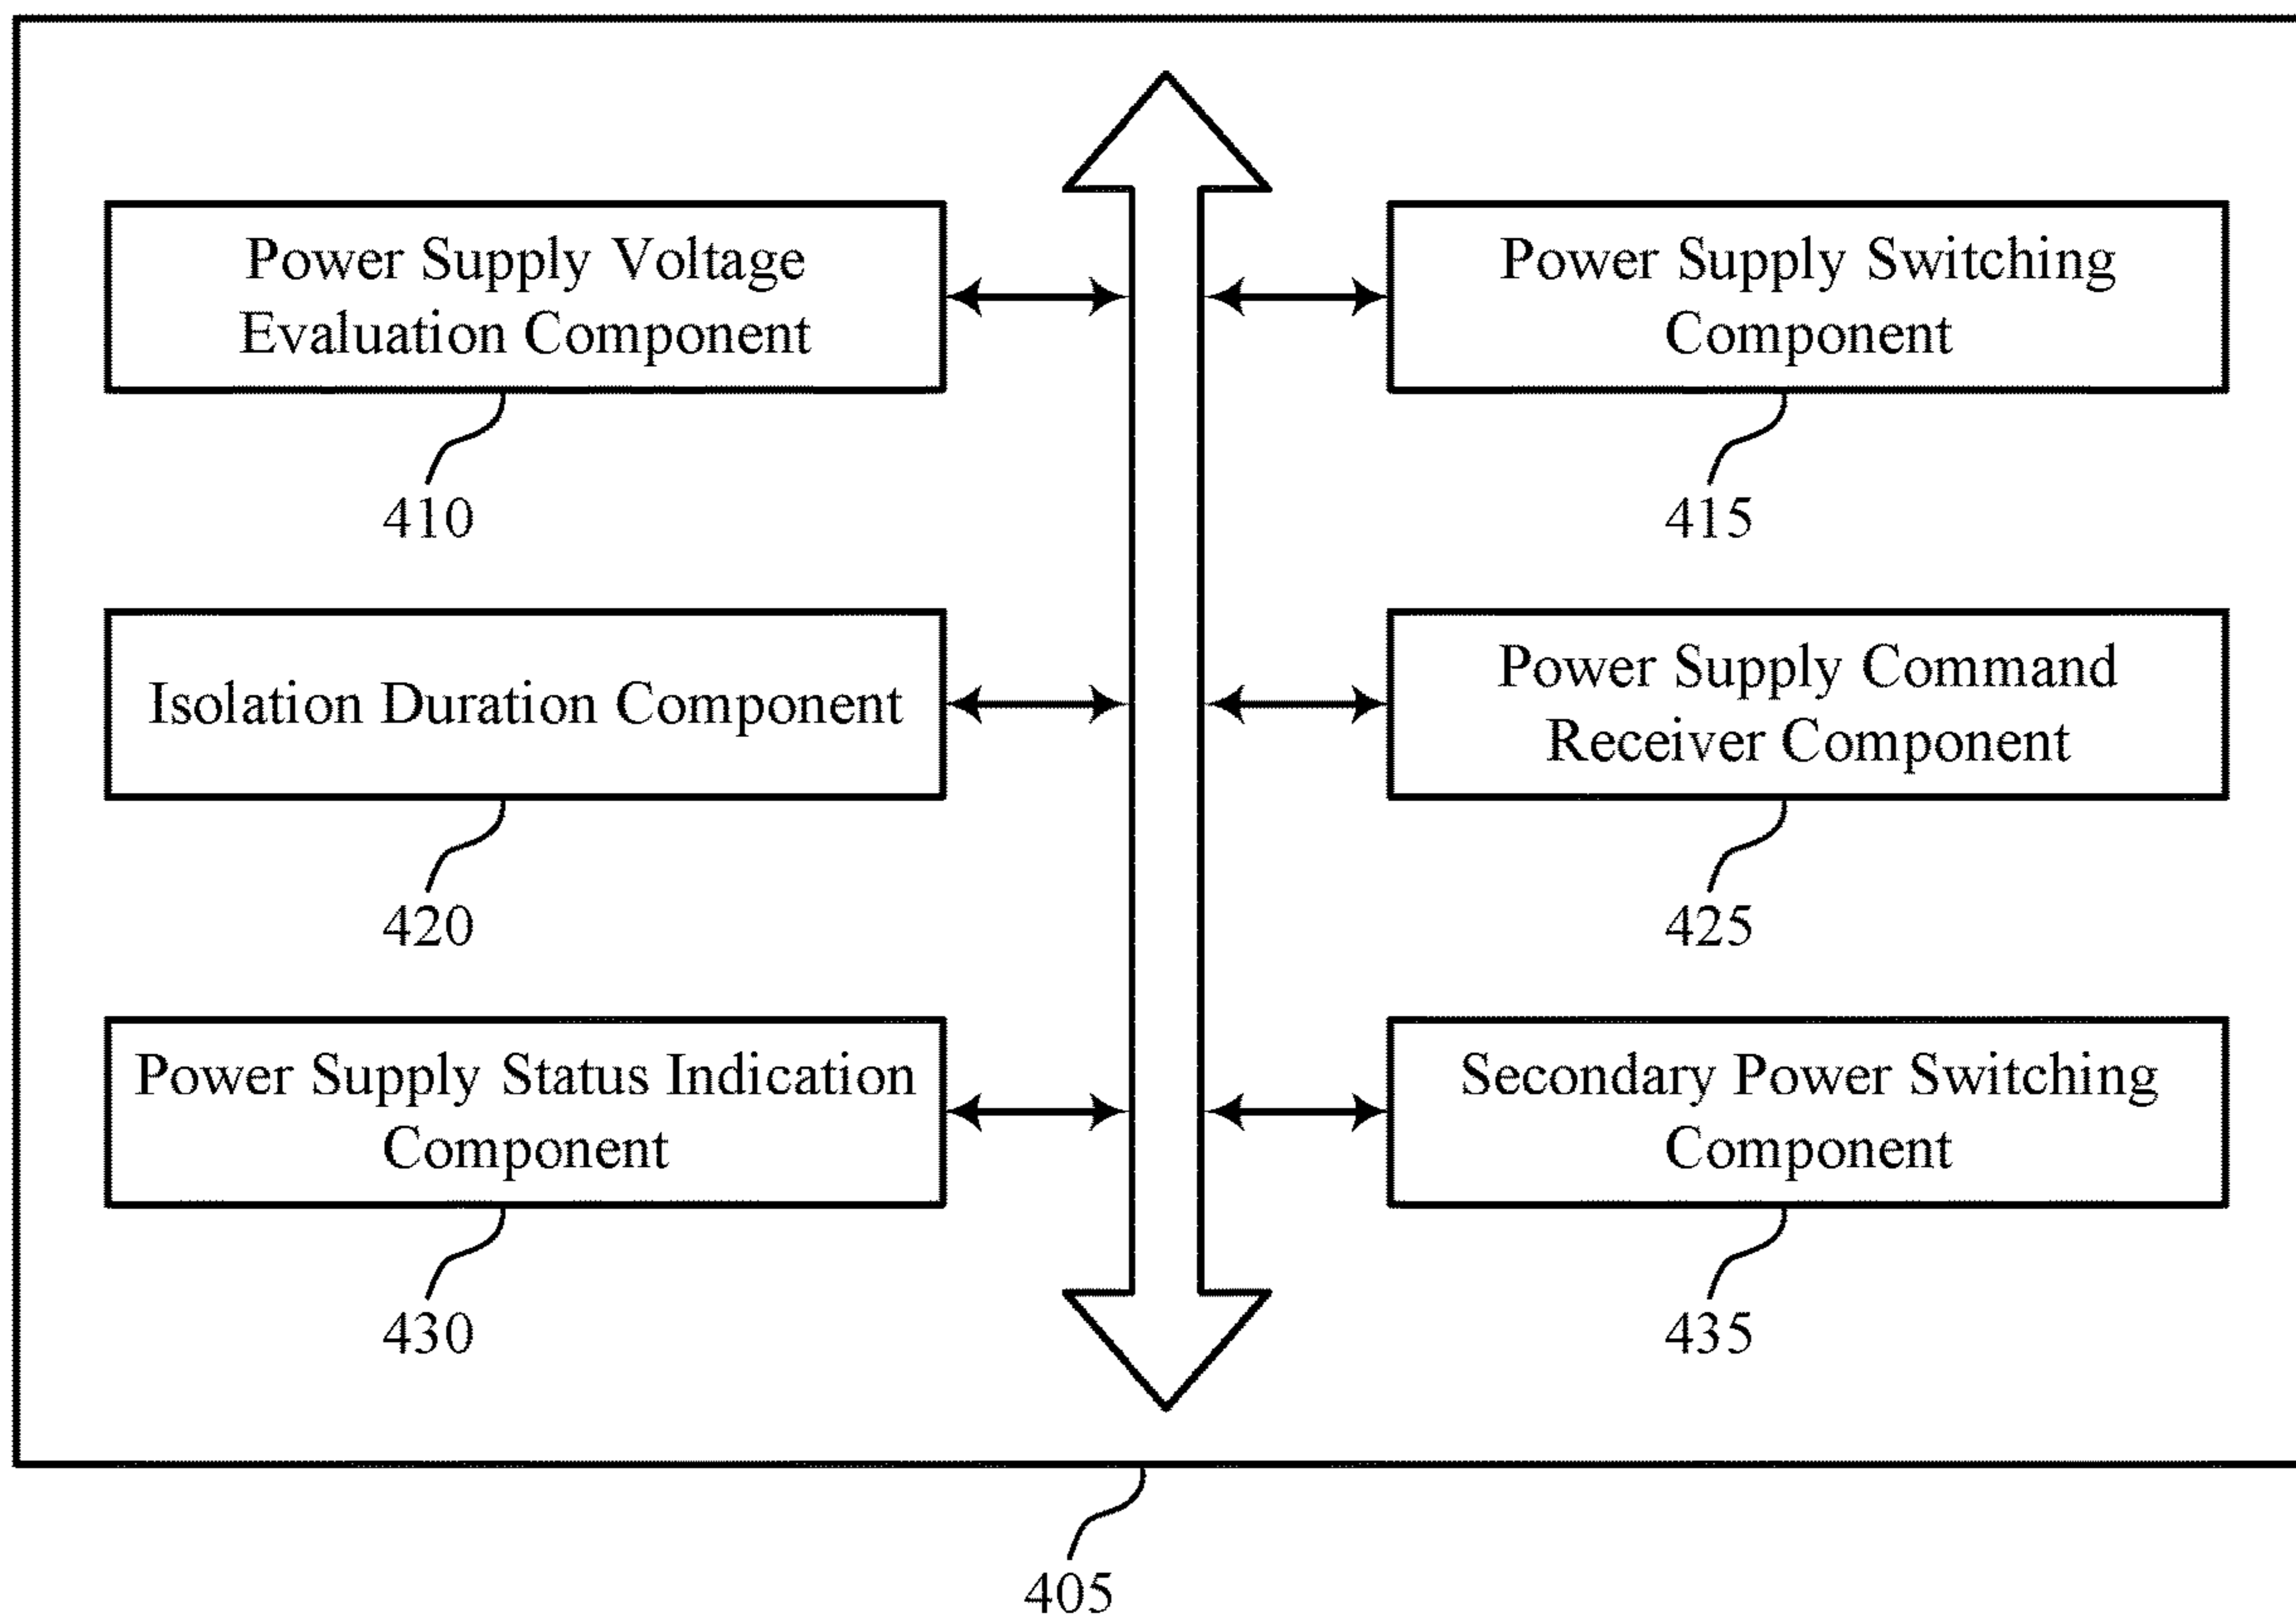 Power Supply Voltage
Evaluation Component
410
Power Supply Switching
Component
415
Isolation Duration Component
420
Power Supply Command
Receiver Component
425
Power Supply Status Indication
Component
430
Secondary Power Switching
Component
435
405